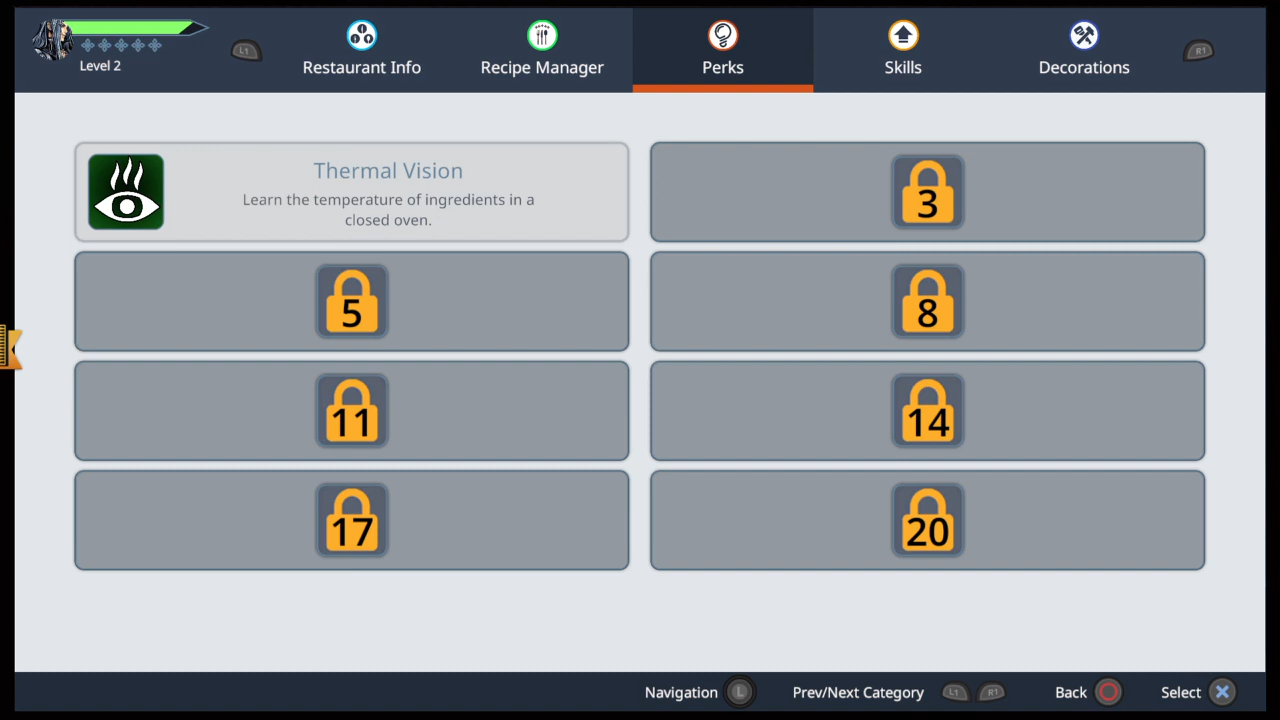 Level 2
L1
Restaurant Info
Recipe Manager
Perks
Skills
Decorations
R1
Thermal Vision
Learn the temperature of ingredients in a
closed oven.
3
5
8
11
14
17
20
Navigation L
Prev/Next Category L1 R1
Back
Select